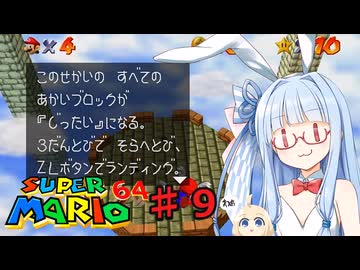 ×4
10
このせかいの すべての
あかいブロックが
『じったい』になる。
3だんとびで そらへとび、
ZLボタンでランディング。
SUPER
MARIO 64
#9